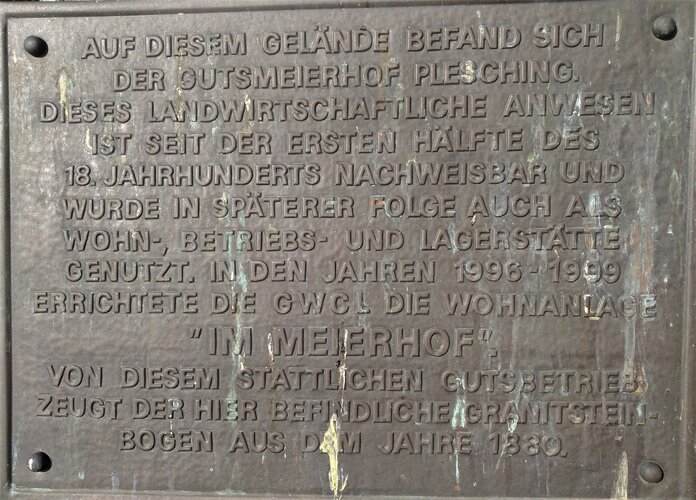 AUF DIESEM GELÄNDE BEFAND SICH
DER GUTSMEIERHOF PLESCHING.
DIESES LANDWIRTSCHAFTLICHE ANWESEN
IST SEIT DER ERSTEN HÄLFTE DES
18. JAHRHUNDERTS NACHWEISBAR UND
WURDE IN SPÄTERER FOLGE AUCH ALS
WOHN-, BETRIEBS- UND LAGERSTÄTTE
GENUTZT. IN DEN JAHREN 1996-1999
ERRICHTETE DIE GWCL DIE WOHNANLAGE
"IM MEIERHOF".
VON DIESEM STATTLICHEN GUTSBETRIEB
ZEUGT DER HIER BEFINDLICHE GRANITSTEIN-
BOGEN AUS DEM JAHRE 1880.